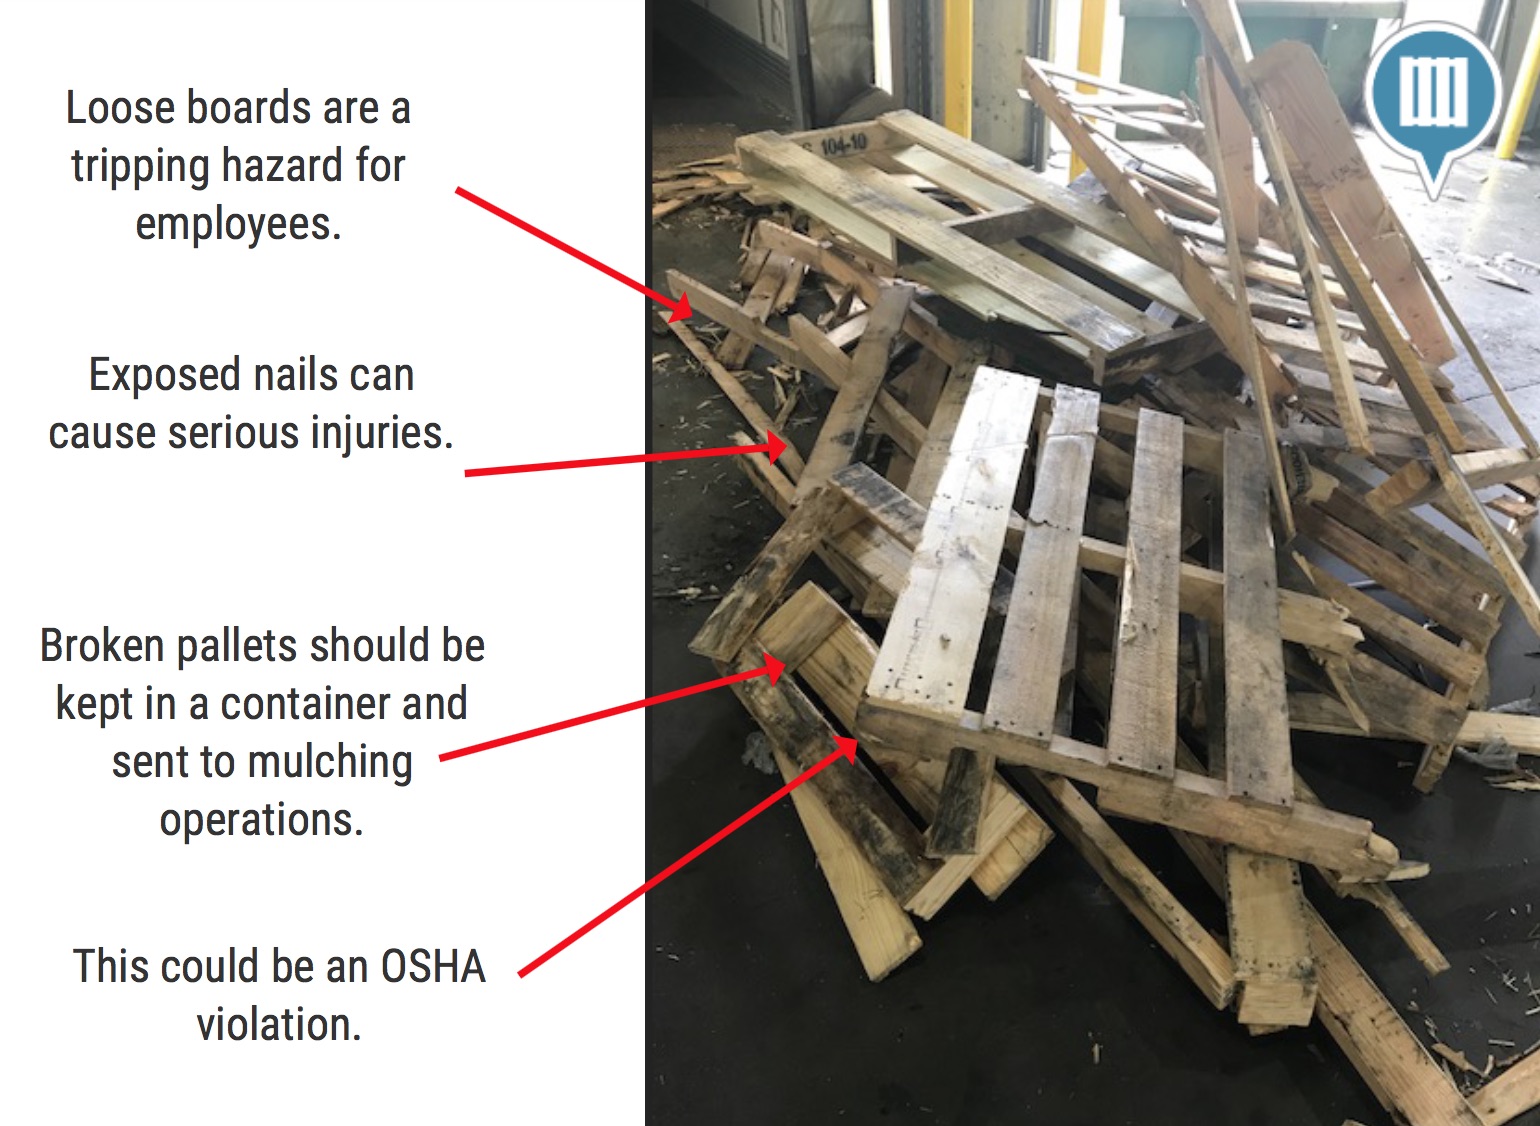 Loose boards are a
tripping hazard for
employees.
Exposed nails can
cause serious injuries.
Broken pallets should be
kept in a container and
sent to mulching
operations.
This could be an OSHA
violation.
104-10